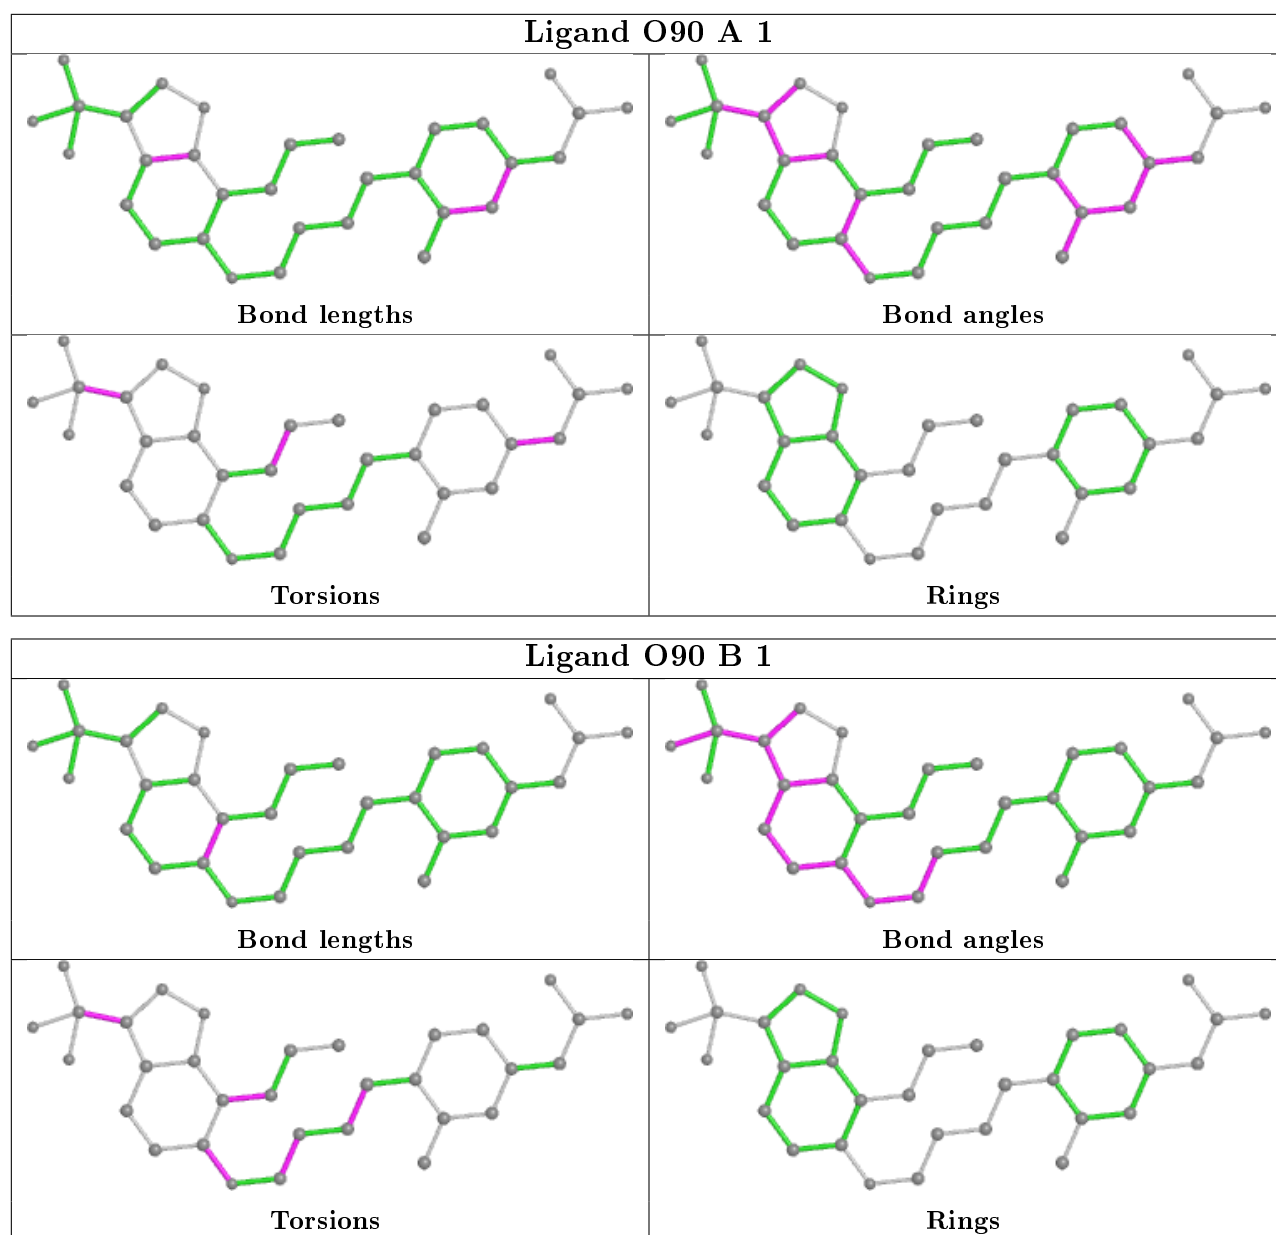 Ligand O90 A 1
Bond lengths
Bond angles
Torsions
Rings
Ligand O90 B 1
Bond lengths
Bond angles
Torsions
Rings